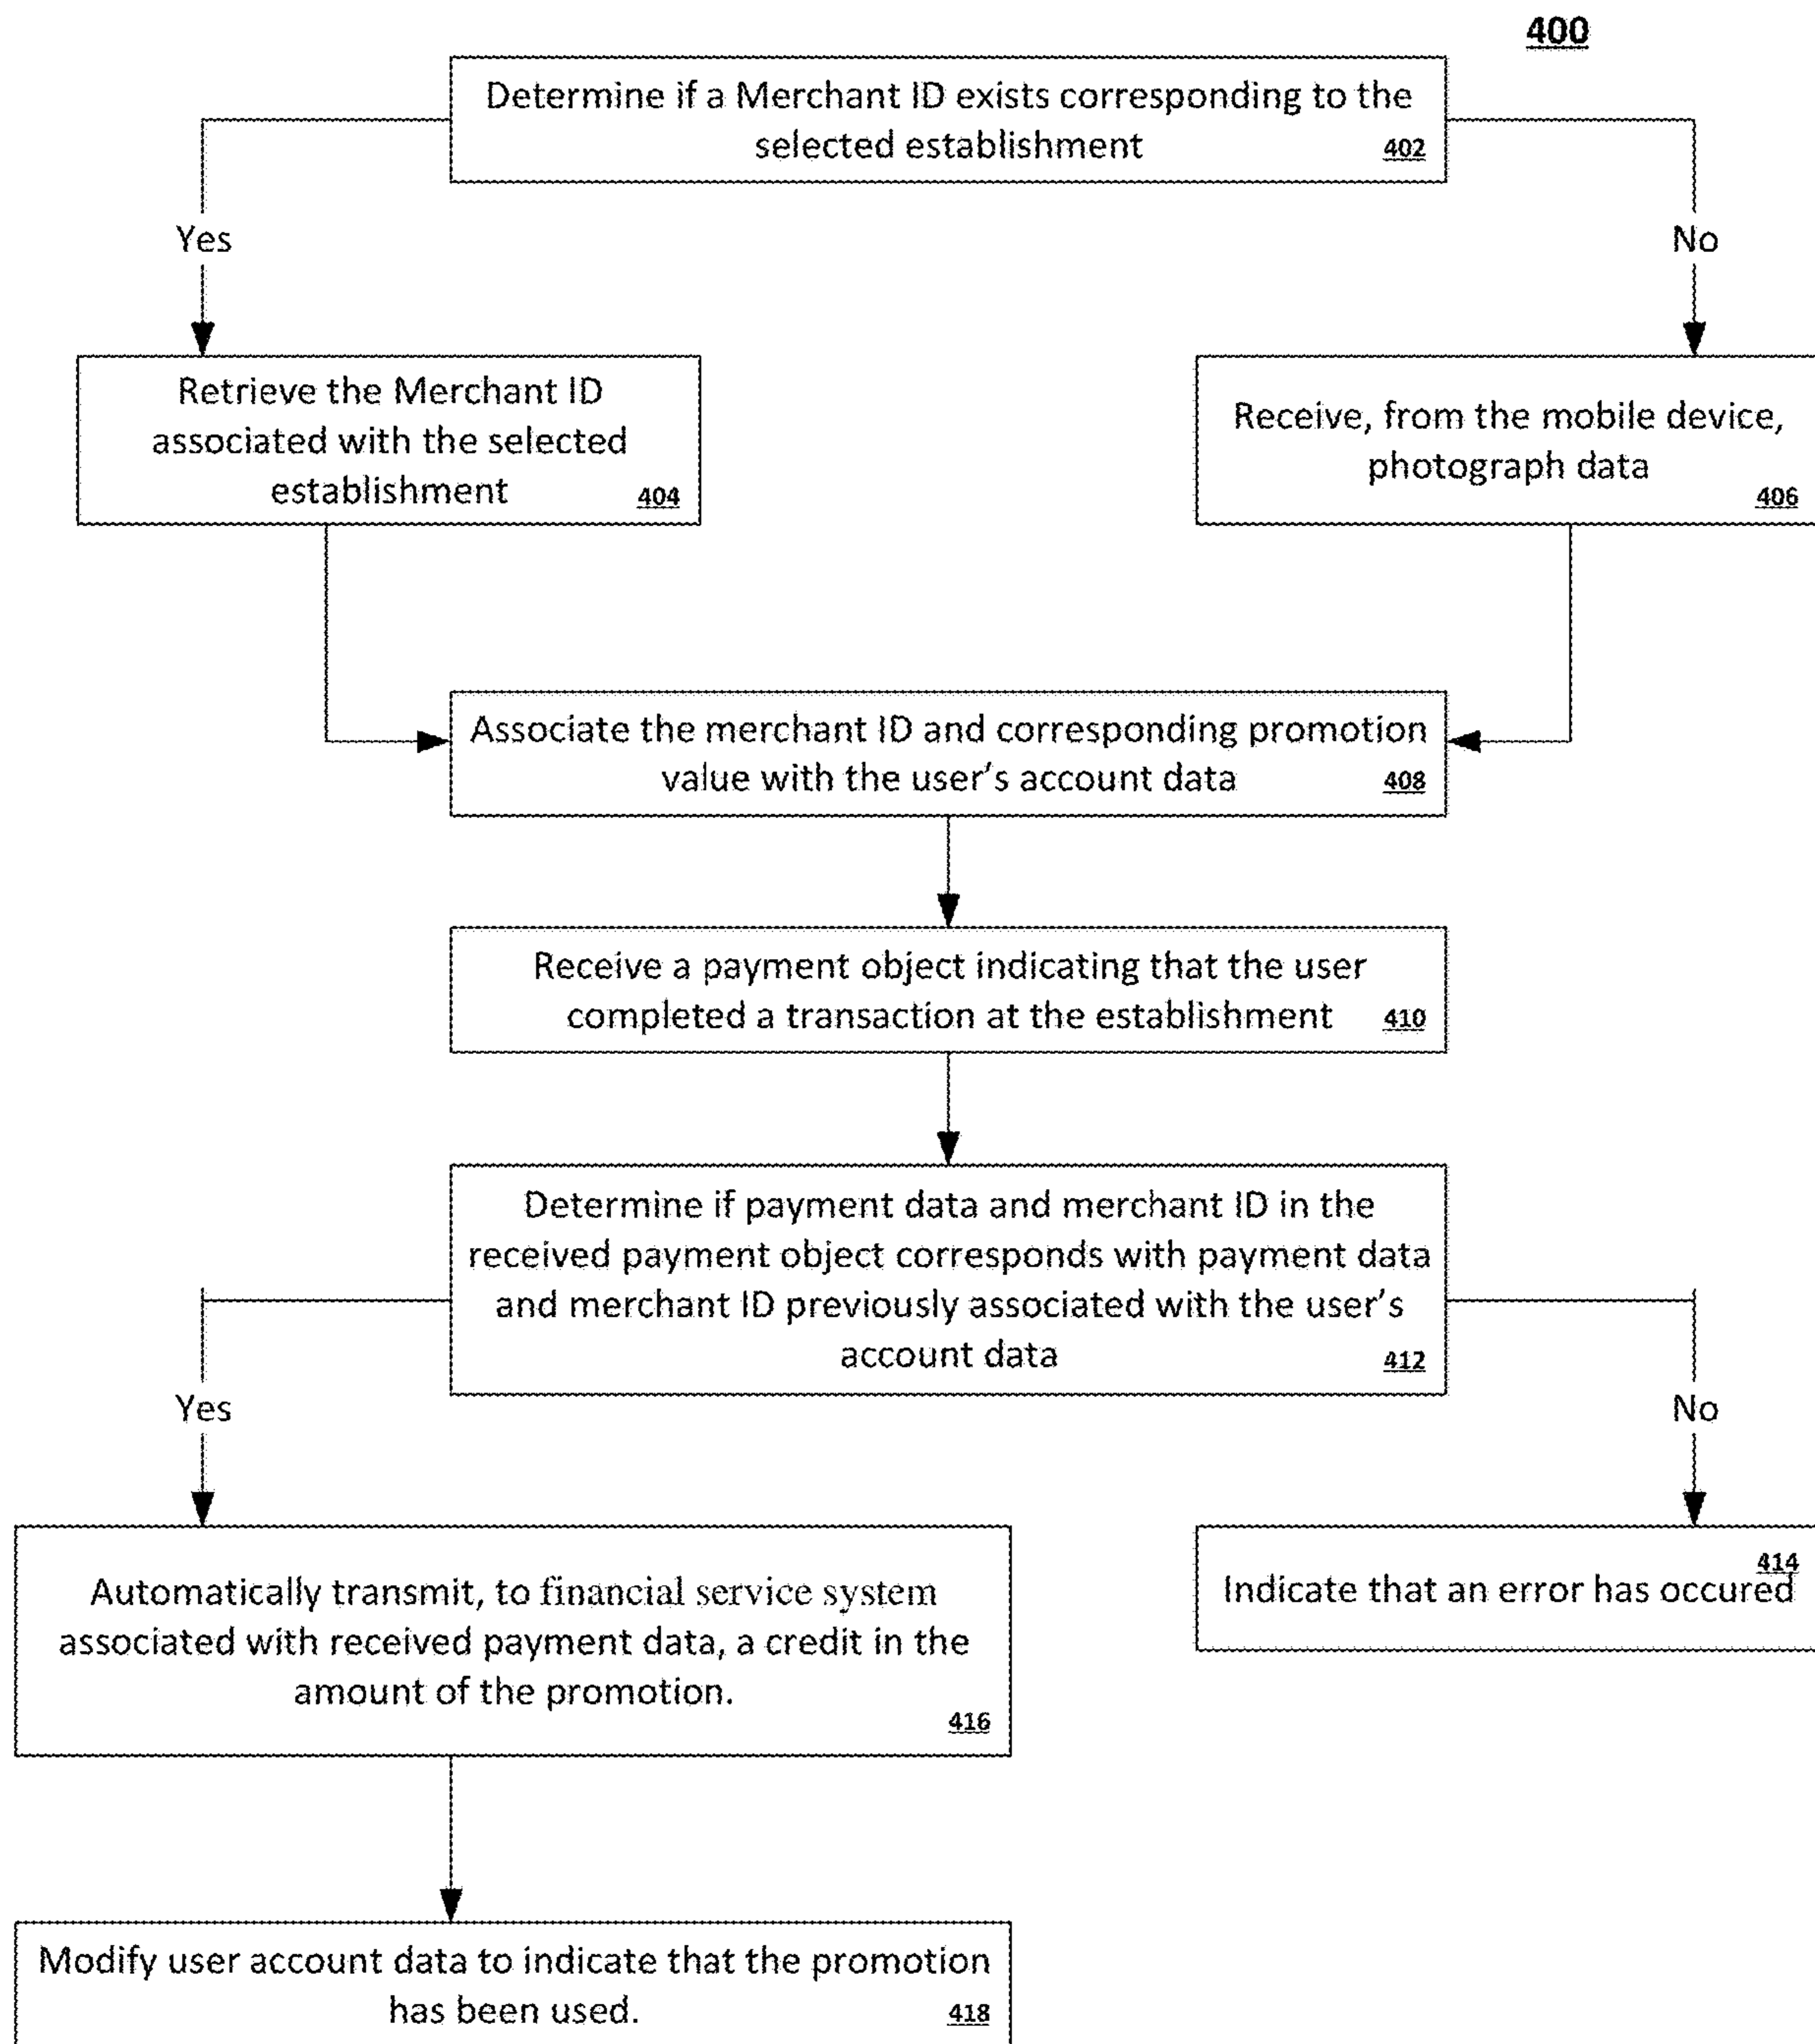 400
Determine if a Merchant ID exists corresponding to the
selected establishment 402
Yes
No
Retrieve the Merchant ID
associated with the selected
establishment 404
Receive, from the mobile device,
photograph data
406
Associate the merchant ID and corresponding promotion
value with the user's account data 408
Receive a payment object indicating that the user
completed a transaction at the establishment 410
Determine if payment data and merchant ID in the
received payment object corresponds with payment data
and merchant ID previously associated with the user's
account data 412
Yes
No
Automatically transmit, to financial service system
associated with received payment data, a credit in the
amount of the promotion.
416
414
Indicate that an error has occured
Modify user account data to indicate that the promotion
has been used. 418